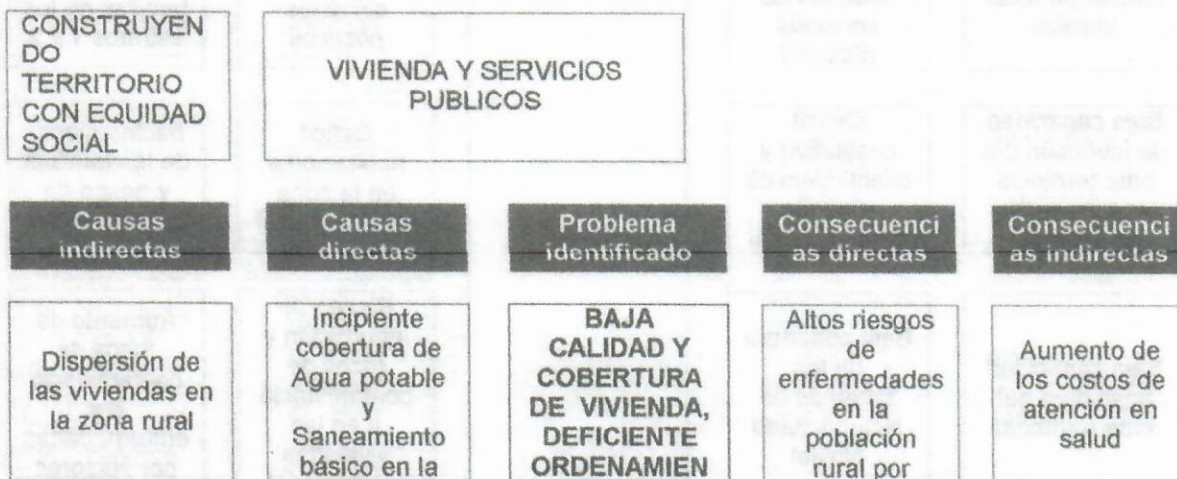 CONSTRUYEN
DO
TERRITORIO
CON EQUIDAD
SOCIAL
VIVIENDA Y SERVICIOS
PUBLICOS
Causas
indirectas
Causas
directas
Problema
identificado
Consecuenci
as directas
Consecuenci
as indirectas
Dispersión de
las viviendas en
la zona rural
Incipiente
cobertura de
Agua potable
y
Saneamiento
básico en la
BAJA
CALIDAD Y
COBERTURA
DE VIVIENDA,
DEFICIENTE
ORDENAMIEN
Altos riesgos
de
enfermedades
en la
población
rural por
Aumento de
los costos de
atención en
salud